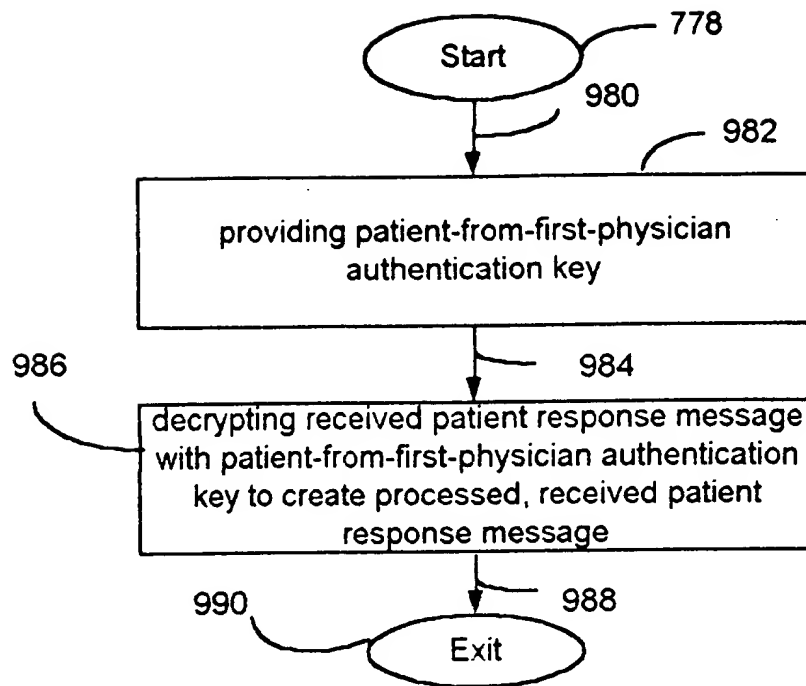 Start
778
980
982
providing patient-from-first-physician
authentication key
984
986
decrypting received patient response message
with patient-from-first-physician authentication
key to create processed, received patient
response message
988
990
Exit